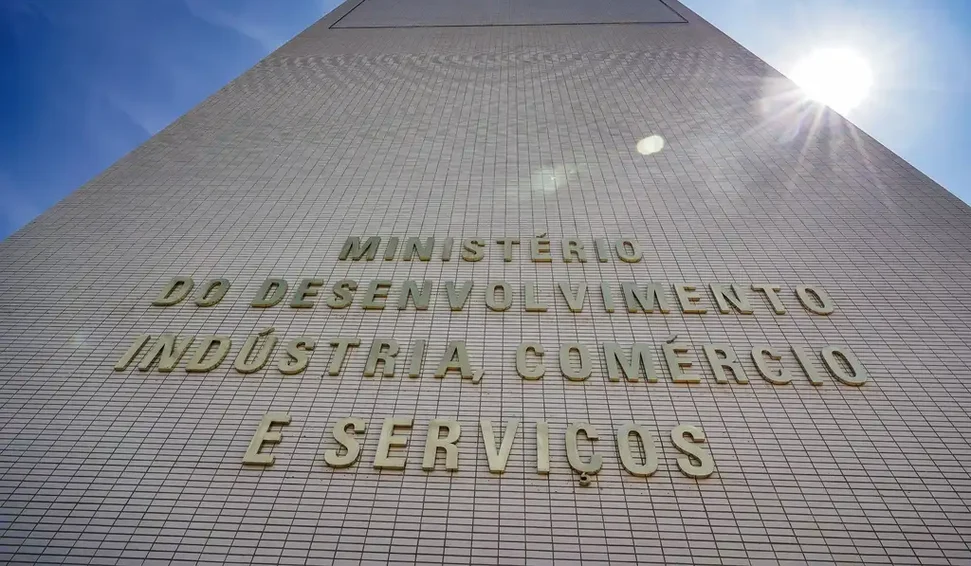 MINISTÉRIO
DO DESENVOLVIMENTO
INDÚSTRIA, COMÉRCIO
E SERVIÇOS